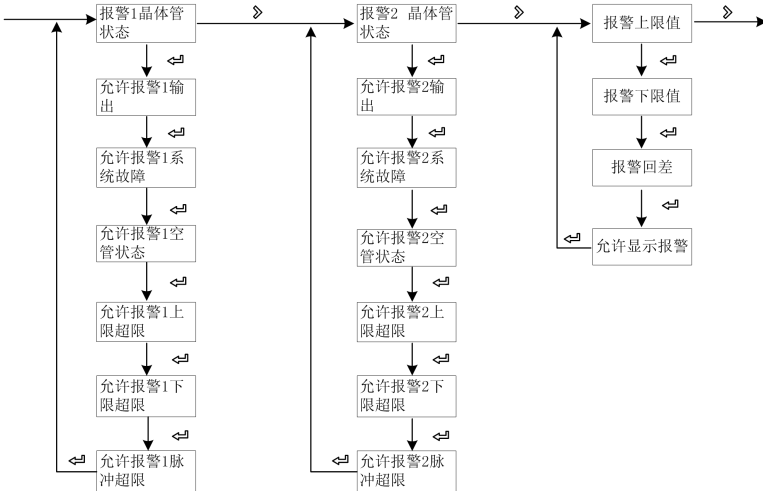 报警1晶体管
状态
允许报警1输
出
允许报警1系
统故障
允许报警1空
管状态
允许报警1上
限超限
允许报警1下
限超限
允许报警1脉
冲超限
报警2 晶体管
状态
允许报警2输
出
允许报警2系
统故障
允许报警2空
管状态
允许报警2上
限超限
允许报警2下
限超限
允许报警2脉
冲超限
报警上限值
报警下限值
报警回差
允许显示报警